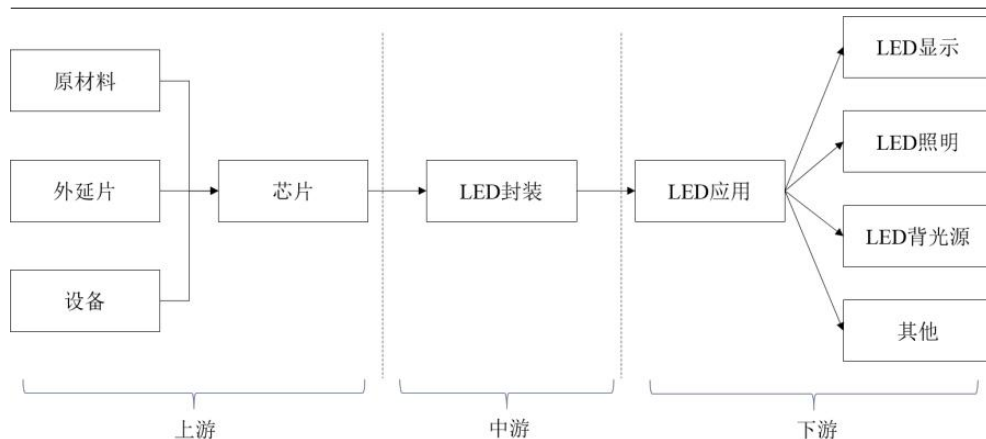 原材料
外延片
设备
芯片
LED封装
LED应用
LED显示
LED照明
LED背光源
其他
上游
中游
下游